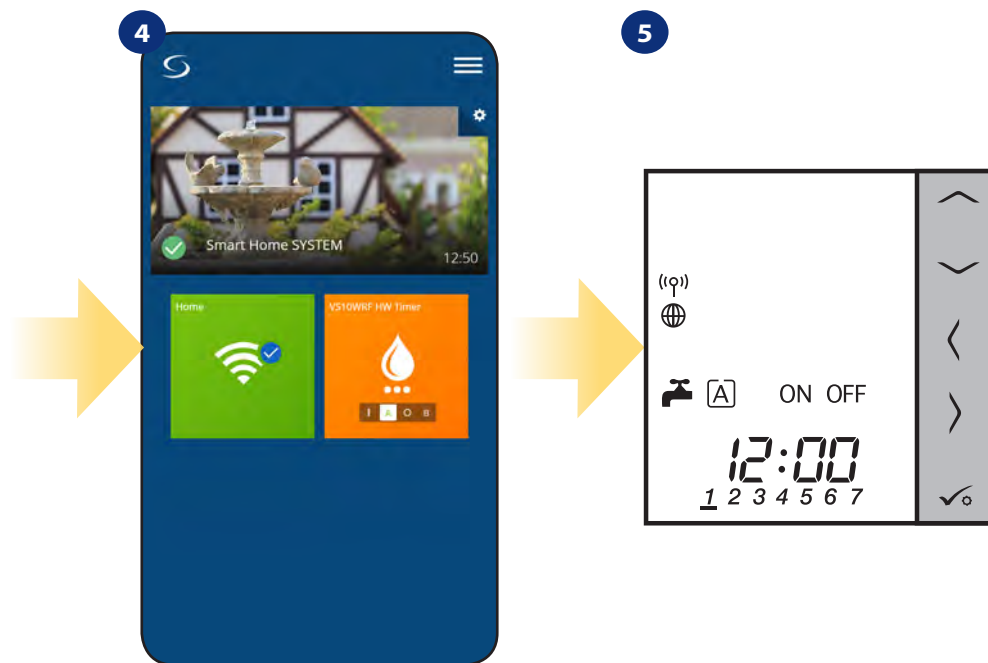 4
Smart Home SYSTEM
12:50
Home
VS10WRF HW Timer
I A O B
5
A ON OFF
12:00
1 2 3 4 5 6 7